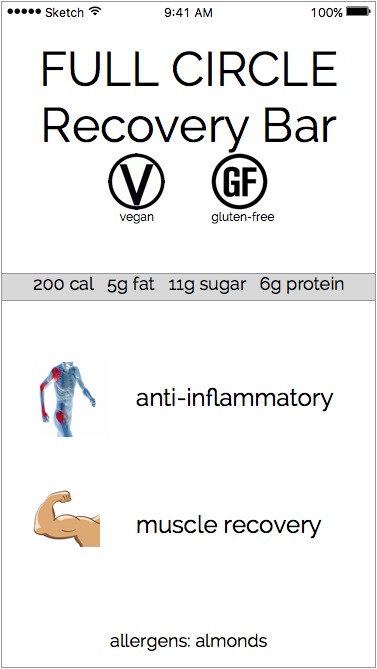 Sketch 9:41 AM 100%
FULL CIRCLE
Recovery Bar
V GF
vegan gluten-free
200 cal 5g fat 11g sugar 6g protein
anti-inflammatory
muscle recovery
allergens: almonds